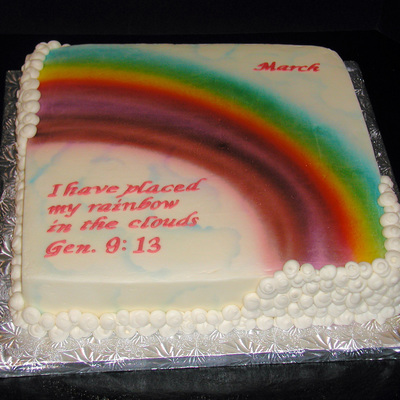 March
I have placed
my rainbow
in the clouds
Gen. 9:13